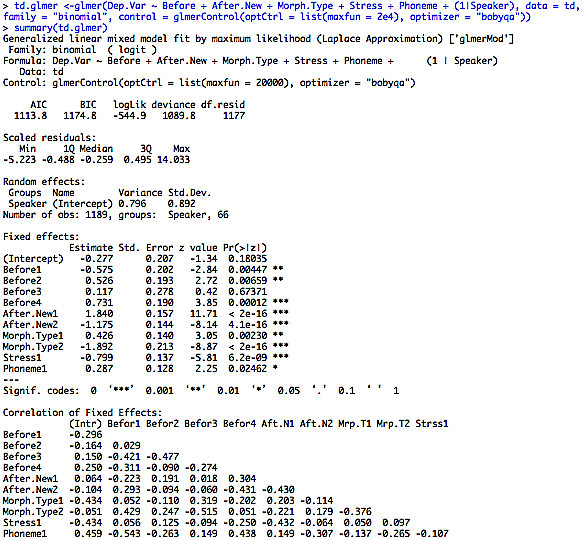 > td.glmer <-glmer(Dep.Var ~ Before + After.New + Morph.Type + Stress + Phoneme + (1|Speaker), data = td,
family = "binomial", control = glmerControl(optCtrl = list(maxfun = 2e4), optimizer = "bobyqa"))
> summary(td.glmer)
Generalized linear mixed model fit by maximum likelihood (Laplace Approximation) ['glmerMod']
Family: binomial ( logit )
Formula: Dep.Var ~ Before + After.New + Morph.Type + Stress + Phoneme + (1 | Speaker)
Data: td
Control: glmerControl(optCtrl = list(maxfun = 20000), optimizer = "bobyqa")
AIC BIC logLik deviance df.resid
1113.8 1174.8 -544.9 1089.8 1177
Scaled residuals:
Min 1Q Median 3Q Max
-5.223 -0.488 -0.259 0.495 14.033
Random effects:
Groups Name Variance Std.Dev.
Speaker (Intercept) 0.796 0.892
Number of obs: 1189, groups: Speaker, 66
Fixed effects:
Estimate Std. Error z value Pr(>|z|)
(Intercept) -0.277 0.207 -1.34 0.18035
Before1 -0.575 0.202 -2.84 0.00447 **
Before2 0.526 0.193 2.72 0.00659 **
Before3 0.117 0.278 0.42 0.67371
Before4 0.731 0.190 3.85 0.00012 ***
After.New1 1.840 0.157 11.71 < 2e-16 ***
After.New2 -1.175 0.144 -8.14 4.1e-16 ***
Morph.Type1 0.426 0.140 3.05 0.00230 **
Morph.Type2 -1.892 0.213 -8.87 < 2e-16 ***
Stress1 -0.799 0.137 -5.81 6.2e-09 ***
Phoneme1 0.287 0.128 2.25 0.02462 *
---
Signif. codes: 0 '***' 0.001 '**' 0.01 '*' 0.05 '.' 0.1 ' ' 1
Correlation of Fixed Effects:
(Intr) Befor1 Befor2 Befor3 Befor4 Aft.N1 Aft.N2 Mrp.T1 Mrp.T2 Strss1
Before1 -0.296
Before2 -0.164 0.029
Before3 0.150 -0.421 -0.477
Before4 0.250 -0.311 -0.090 -0.274
After.New1 0.064 -0.223 0.191 0.018 0.304
After.New2 -0.104 0.293 -0.094 -0.060 -0.431 -0.430
Morph.Type1 -0.434 0.052 -0.110 0.319 -0.202 0.203 -0.114
Morph.Type2 -0.051 0.429 0.247 -0.515 0.051 -0.221 0.179 -0.376
Stress1 -0.434 0.056 0.125 -0.094 -0.250 -0.432 -0.064 0.050 0.097
Phoneme1 0.459 -0.543 -0.263 0.149 0.438 0.149 -0.307 -0.137 -0.265 -0.107